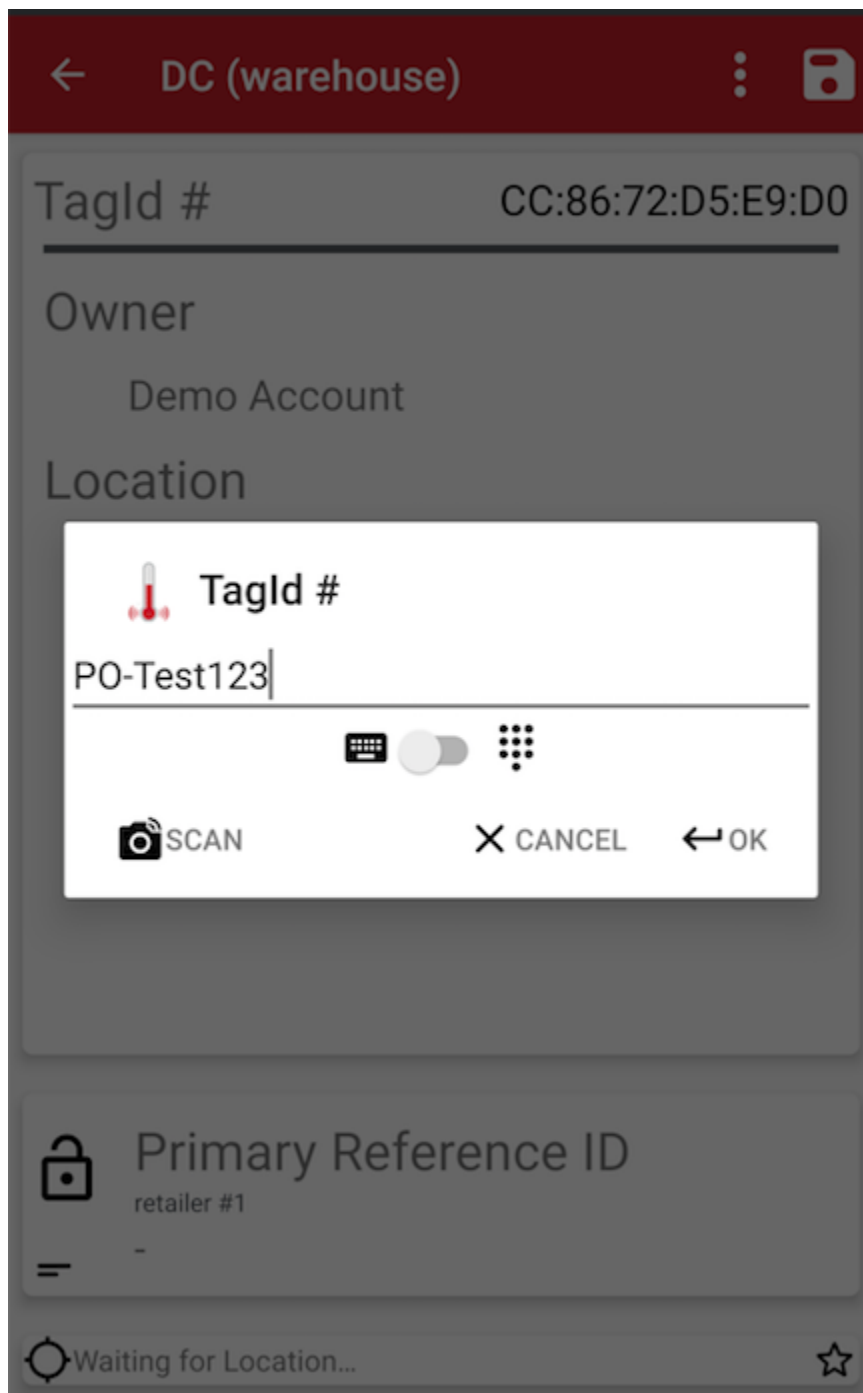 DC (warehouse)
TagId # CC:86:72:D5:E9:D0
Owner
Demo Account
Location
TagId #
PO-Test123
SCAN CANCEL OK
Primary Reference ID
retailer #1
-
Waiting for Location...